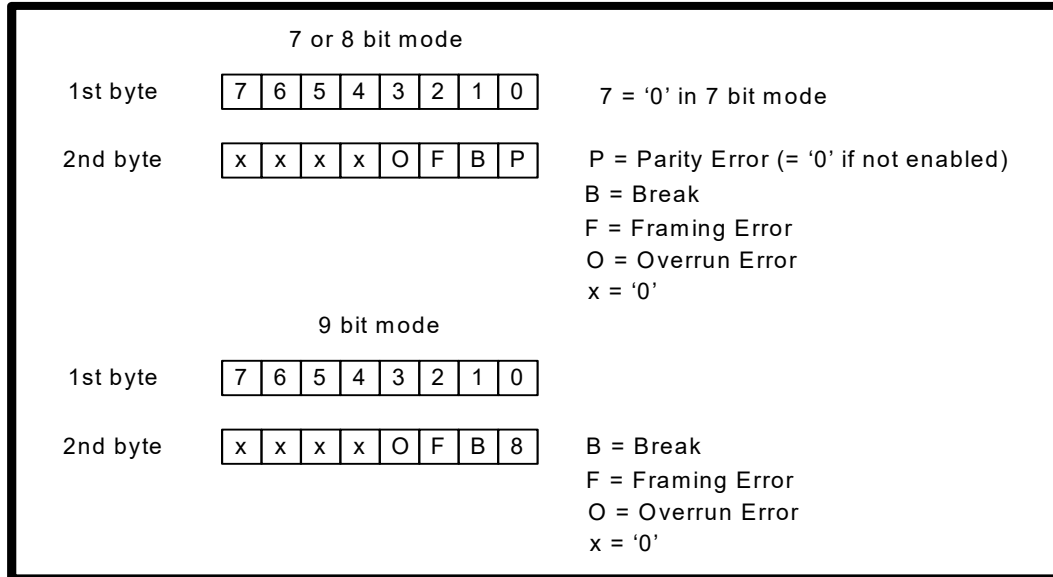 7 or 8 bit mode
1st byte 7 6 5 4 3 2 1 0 7 = ‘0’ in 7 bit mode
2nd byte x x x x O F B P P = Parity Error (= ‘0’ if not enabled)
B = Break
F = Framing Error
O = Overrun Error
x = ‘0’
9 bit mode
1st byte 7 6 5 4 3 2 1 0
2nd byte x x x x O F B 8 B = Break
F = Framing Error
O = Overrun Error
x = ‘0’